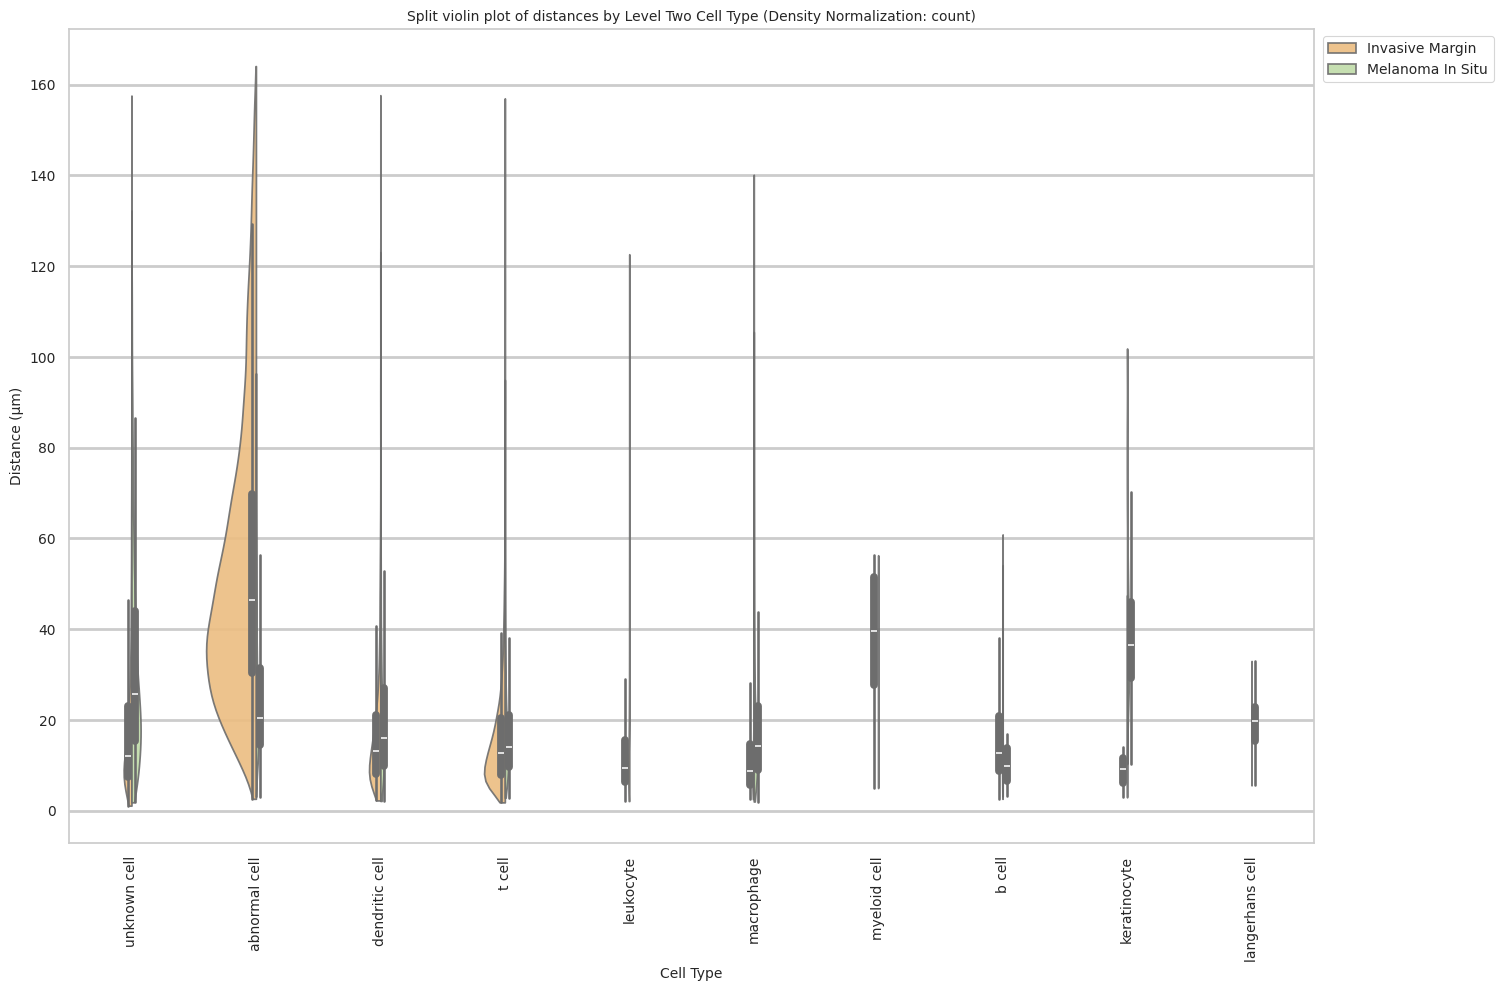 Split violin plot of distances by Level Two Cell Type (Density Normalization: count)
Invasive Margin
Melanoma In Situ
160
140
120
100
80
60
40
20
0
Distance (μm)
unknown cell
abnormal cell
dendritic cell
t cell
leukocyte
macrophage
myeloid cell
b cell
keratinocyte
langerhans cell
Cell Type